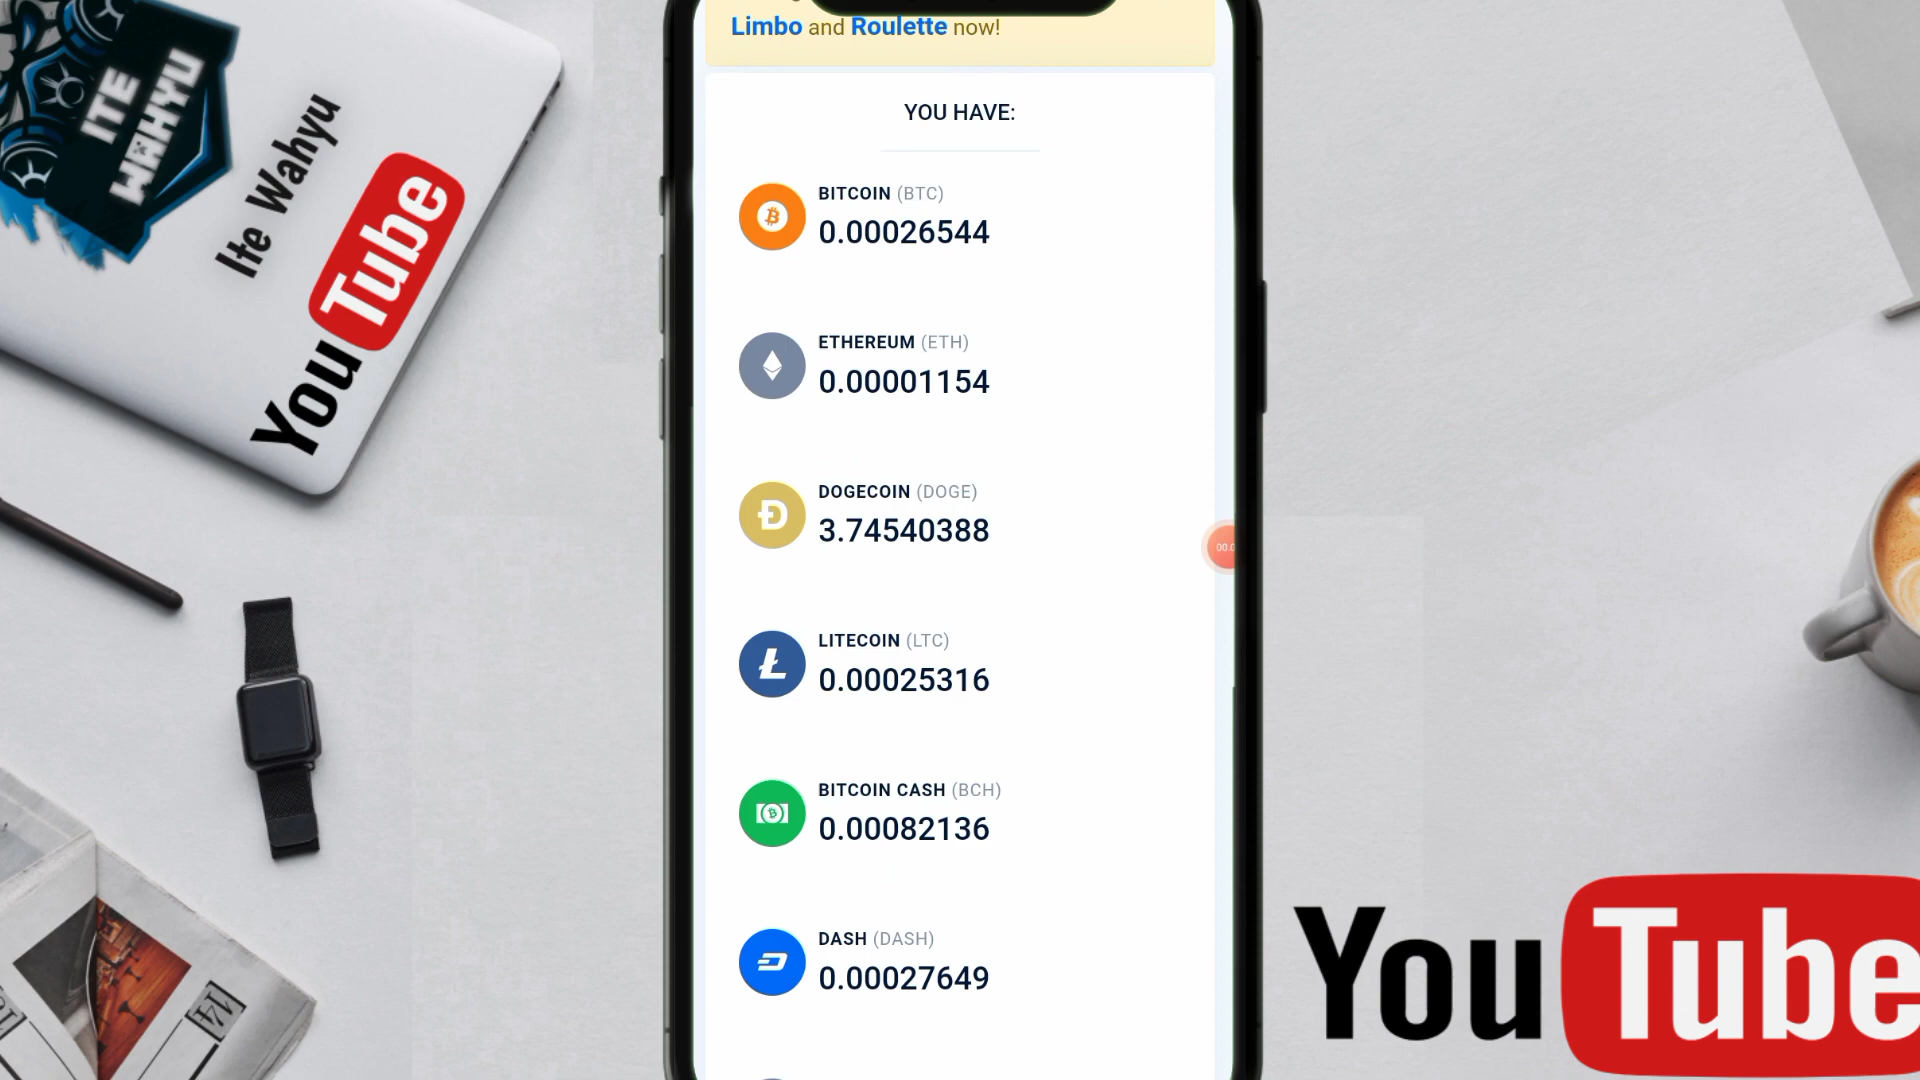 Limbo and Roulette now!
YOU HAVE:
BITCOIN (BTC)
0.00026544
ETHEREUM (ETH)
0.00001154
DOGECOIN (DOGE)
3.74540388
LITECOIN (LTC)
0.00025316
BITCOIN CASH (BCH)
0.00082136
DASH (DASH)
0.00027649
ITE
WAHYU
Ite Wahyu
YouTube
YouTube